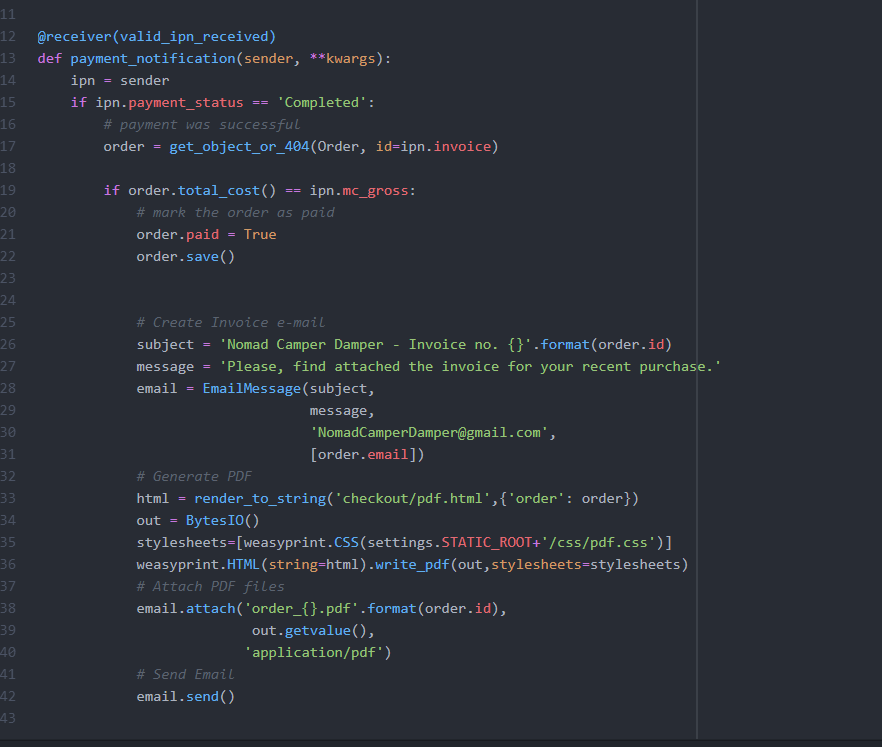 11
12 @receiver(valid_ipn_received)
13 def payment_notification(sender, **kwargs):
14     ipn = sender
15     if ipn.payment_status == 'Completed':
16         # payment was successful
17         order = get_object_or_404(Order, id=ipn.invoice)
18
19         if order.total_cost() == ipn.mc_gross:
20             # mark the order as paid
21             order.paid = True
22             order.save()
23
24
25             # Create Invoice e-mail
26             subject = 'Nomad Camper Damper - Invoice no. {}'.format(order.id)
27             message = 'Please, find attached the invoice for your recent purchase.'
28             email = EmailMessage(subject,
29                                  message,
30                                  'NomadCamperDamper@gmail.com',
31                                  [order.email])
32             # Generate PDF
33             html = render_to_string('checkout/pdf.html',{'order': order})
34             out = BytesIO()
35             stylesheets=[weasyprint.CSS(settings.STATIC_ROOT+'/css/pdf.css')]
36             weasyprint.HTML(string=html).write_pdf(out,stylesheets=stylesheets)
37             # Attach PDF files
38             email.attach('order_{}.pdf'.format(order.id),
39                           out.getvalue(),
40                          'application/pdf')
41             # Send Email
42             email.send()
43